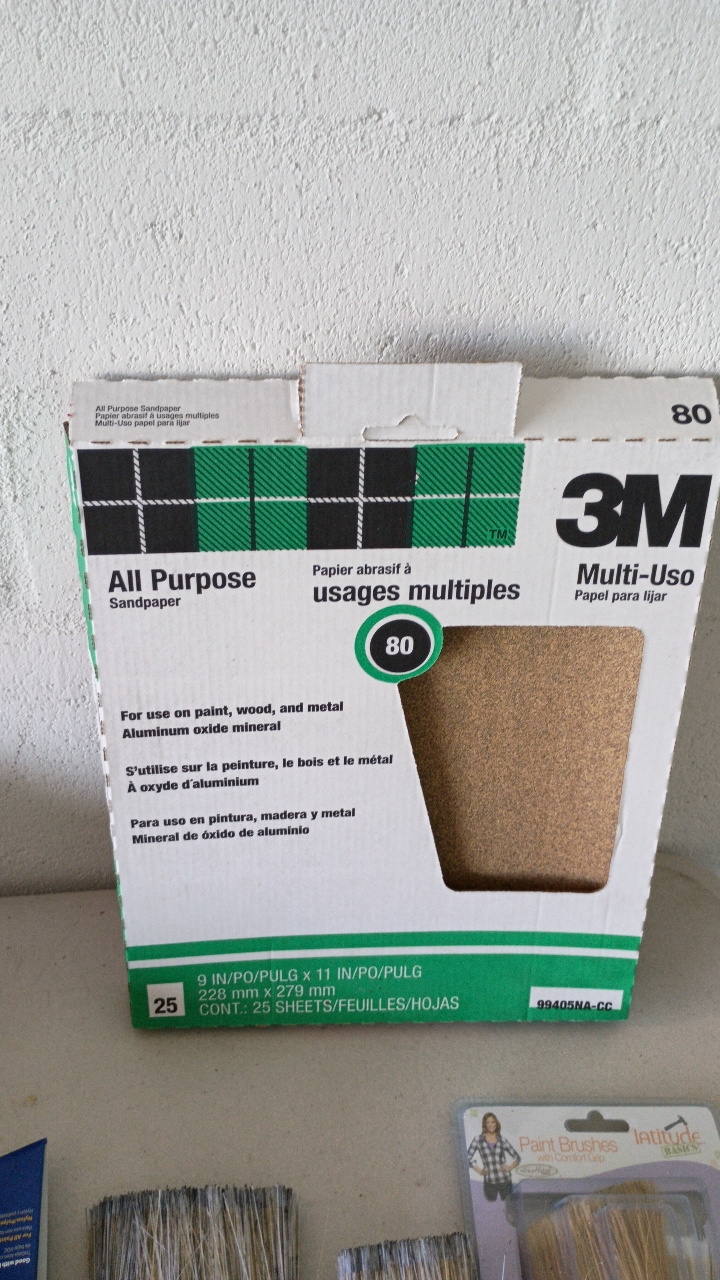 All Purpose Sandpaper
Papier abrasif à usages multiples
Multi-Uso papel para lijar
80
TM
3M
All Purpose
Sandpaper
Papier abrasif à
usages multiples
Multi-Uso
Papel para lijar
80
For use on paint, wood, and metal
Aluminum oxide mineral
S'utilise sur la peinture, le bois et le métal
À oxyde d'aluminium
Para uso en pintura, madera y metal
Mineral de óxido de aluminio
25
9 IN/PO/PULG x 11 IN/PO/PULG
228 mm x 279 mm
CONT.: 25 SHEETS/FEUILLES/HOJAS
99405NA-CC
Paint Brushes
with Comfort Grip
latitude
BASICS